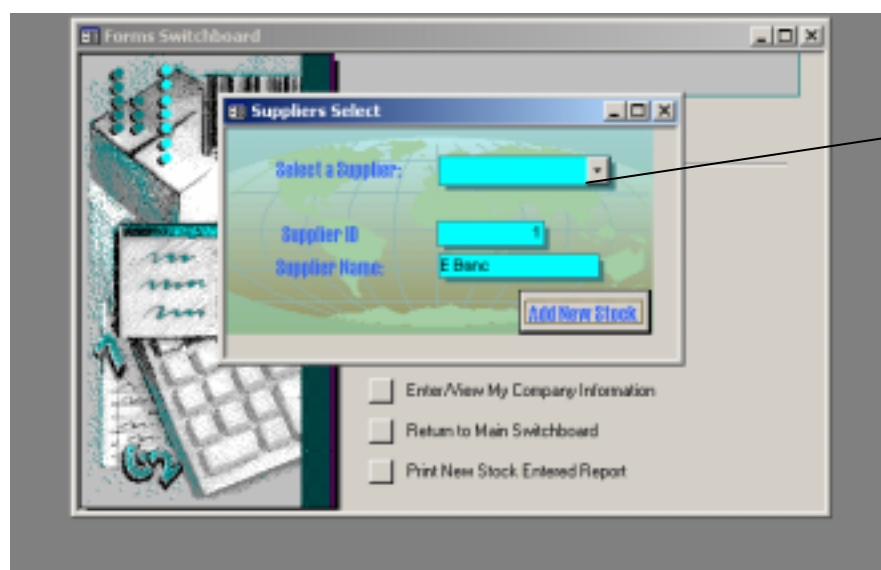 Forms Switchboard
Suppliers Select
Select a Supplier:
Supplier ID 1
Supplier Name: E Banc
Add New Stock
Enter/View My Company Information
Return to Main Switchboard
Print New Stock Entered Report